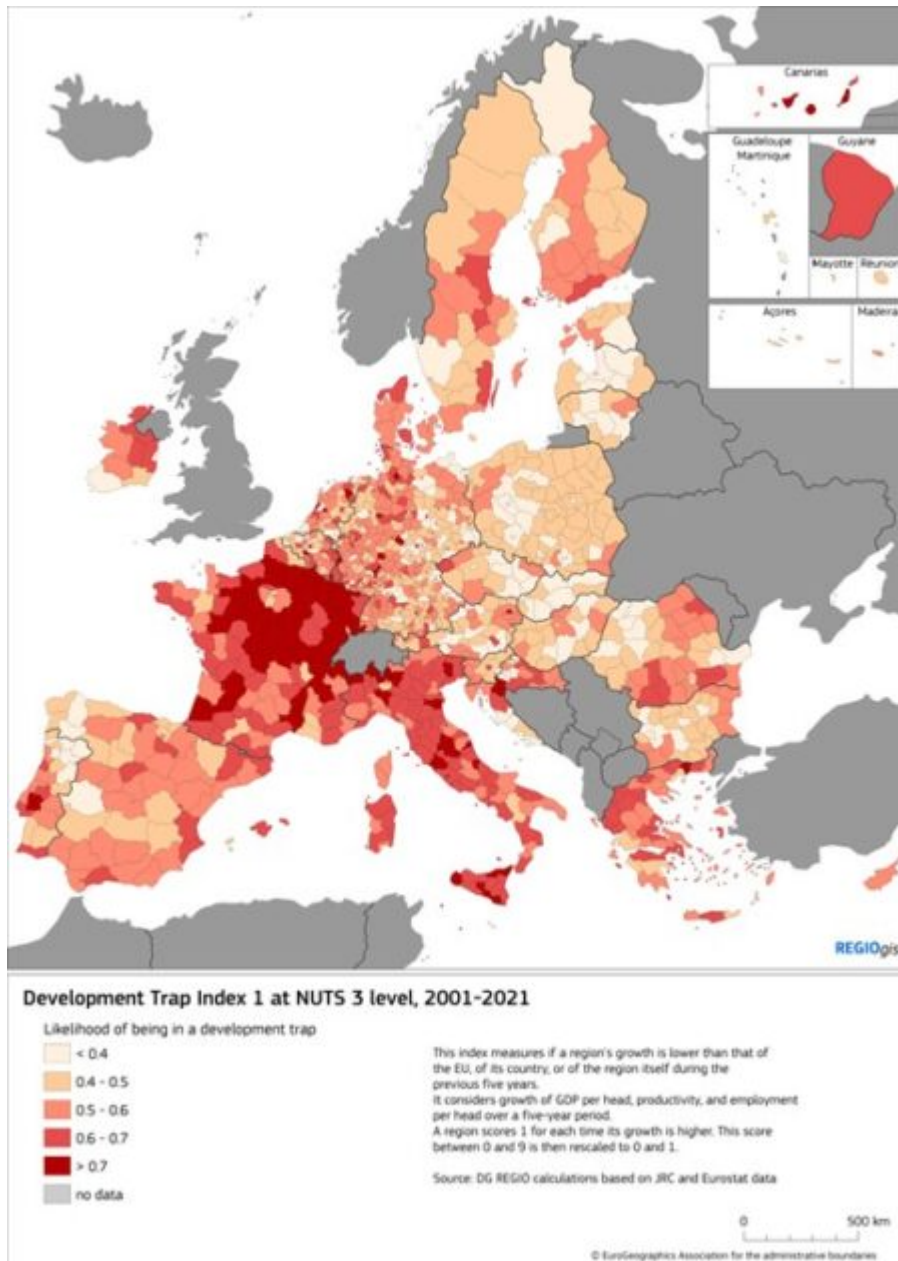 Canarias
Guadeloupe
Martinique
Guyane
Mayotte
Réunion
Açores
Madeira
REGIOgis
Development Trap Index 1 at NUTS 3 level, 2001-2021
Likelihood of being in a development trap
< 0.4
0.4 - 0.5
0.5 - 0.6
0.6 - 0.7
> 0.7
no data
This index measures if a region's growth is lower than that of
the EU, of its country, or of the region itself during the
previous five years.
It considers growth of GDP per head, productivity, and employment
per head over a five-year period.
A region scores 1 for each time its growth is higher. This score
between 0 and 9 is then rescaled to 0 and 1.
Source: DG REGIO calculations based on JRC and Eurostat data
0 500 km
© EuroGeographics Association for the administrative boundaries